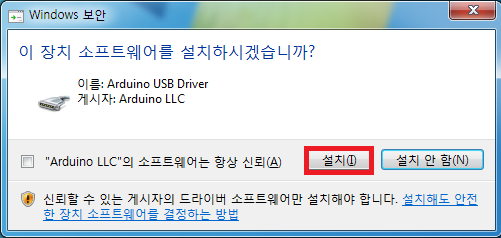 Windows 보안
이 장치 소프트웨어를 설치하시겠습니까?
이름: Arduino USB Driver
게시자: Arduino LLC
"Arduino LLC"의 소프트웨어는 항상 신뢰(A)
설치(I)
설치 안 함(N)
신뢰할 수 있는 게시자의 드라이버 소프트웨어만 설치해야 합니다. 설치해도 안전
한 장치 소프트웨어를 결정하는 방법